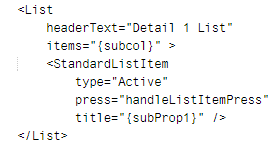 <List
headerText="Detail 1 List"
items="{subcol}" >
<StandardListItem
type="Active"
press="handleListItemPress"
title="{subProp1}" />
</List>